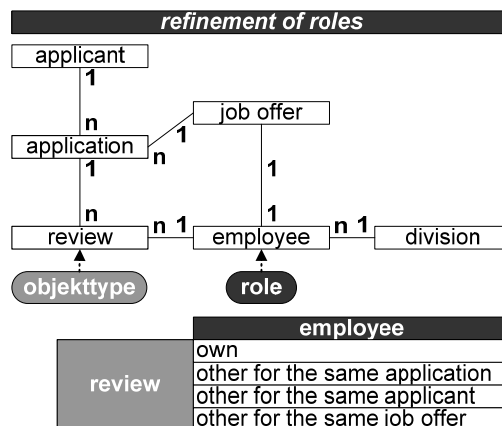 refinement of roles
applicant
1
n
job offer
1
application
n
1
1
n
n 1
1
review
employee
n 1
division
objekttype
role
employee
review
own
other for the same application
other for the same applicant
other for the same job offer